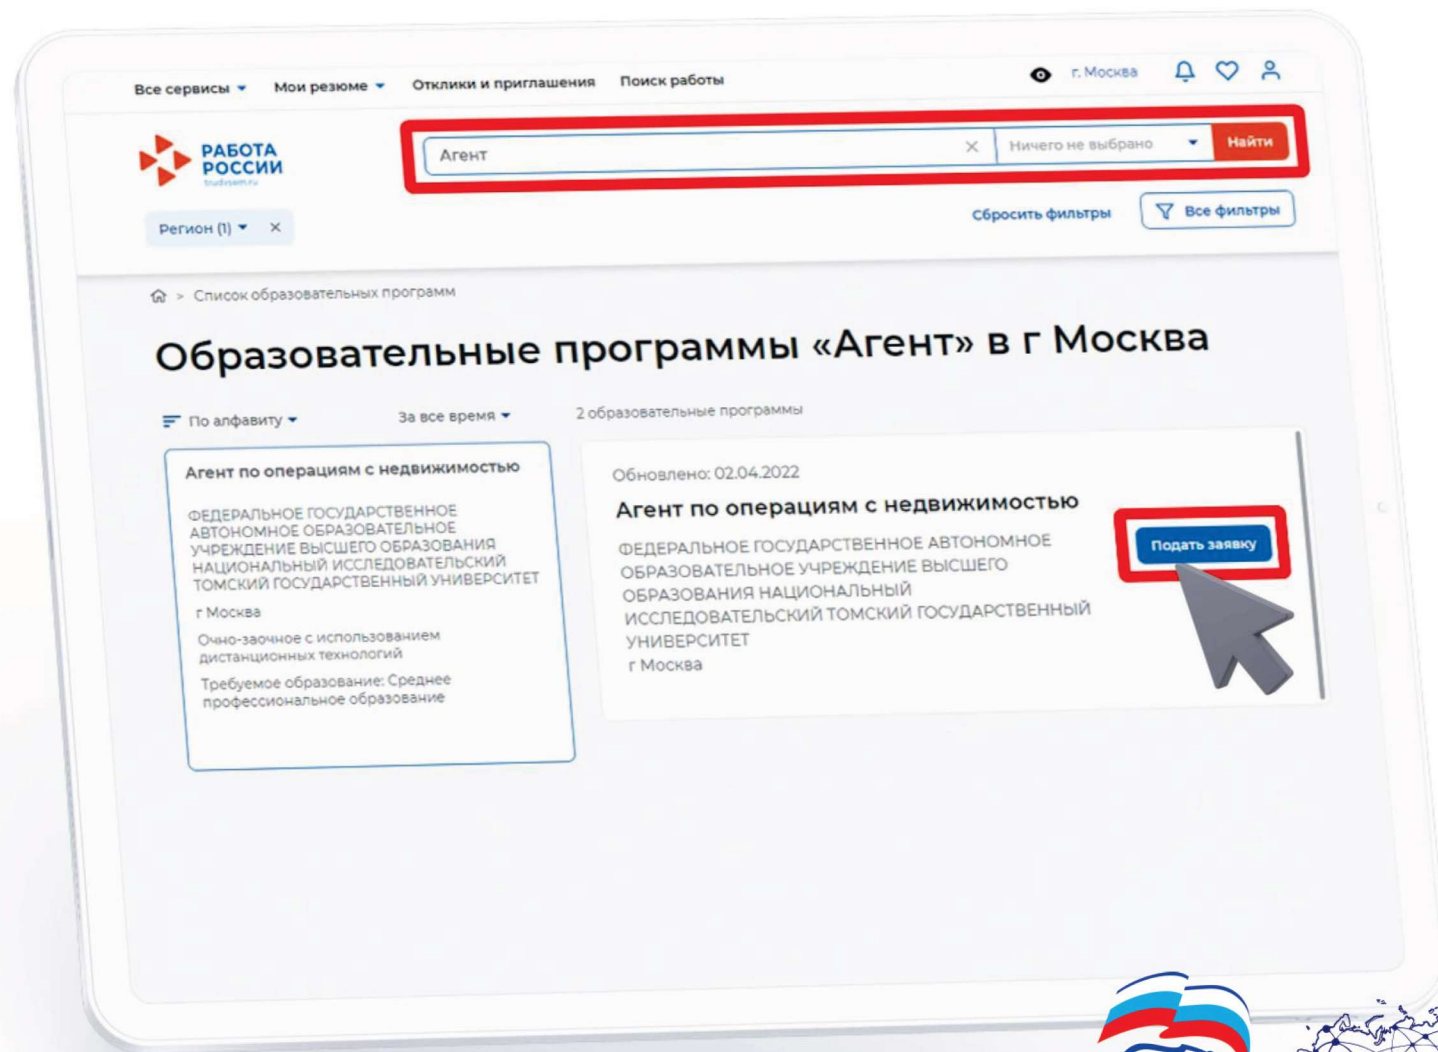 Все сервисы Мои резюме Отклики и приглашения Поиск работы г. Москва
РАБОТА
РОССИИ
trudvsem.ru
Агент Ничего не выбрано Найти
Регион (1) Сбросить фильтры Все фильтры
> Список образовательных программ
Образовательные программы «Агент» в г Москва
По алфавиту За все время 2 образовательные программы
Агент по операциям с недвижимостью
ФЕДЕРАЛЬНОЕ ГОСУДАРСТВЕННОЕ
АВТОНОМНОЕ ОБРАЗОВАТЕЛЬНОЕ
УЧРЕЖДЕНИЕ ВЫСШЕГО ОБРАЗОВАНИЯ
НАЦИОНАЛЬНЫЙ ИССЛЕДОВАТЕЛЬСКИЙ
ТОМСКИЙ ГОСУДАРСТВЕННЫЙ УНИВЕРСИТЕТ
г Москва
Очно-заочное с использованием
дистанционных технологий
Требуемое образование: Среднее
профессиональное образование
Обновлено: 02.04.2022
Агент по операциям с недвижимостью
ФЕДЕРАЛЬНОЕ ГОСУДАРСТВЕННОЕ АВТОНОМНОЕ
ОБРАЗОВАТЕЛЬНОЕ УЧРЕЖДЕНИЕ ВЫСШЕГО
ОБРАЗОВАНИЯ НАЦИОНАЛЬНЫЙ
ИССЛЕДОВАТЕЛЬСКИЙ ТОМСКИЙ ГОСУДАРСТВЕННЫЙ
УНИВЕРСИТЕТ
г Москва
Подать заявку